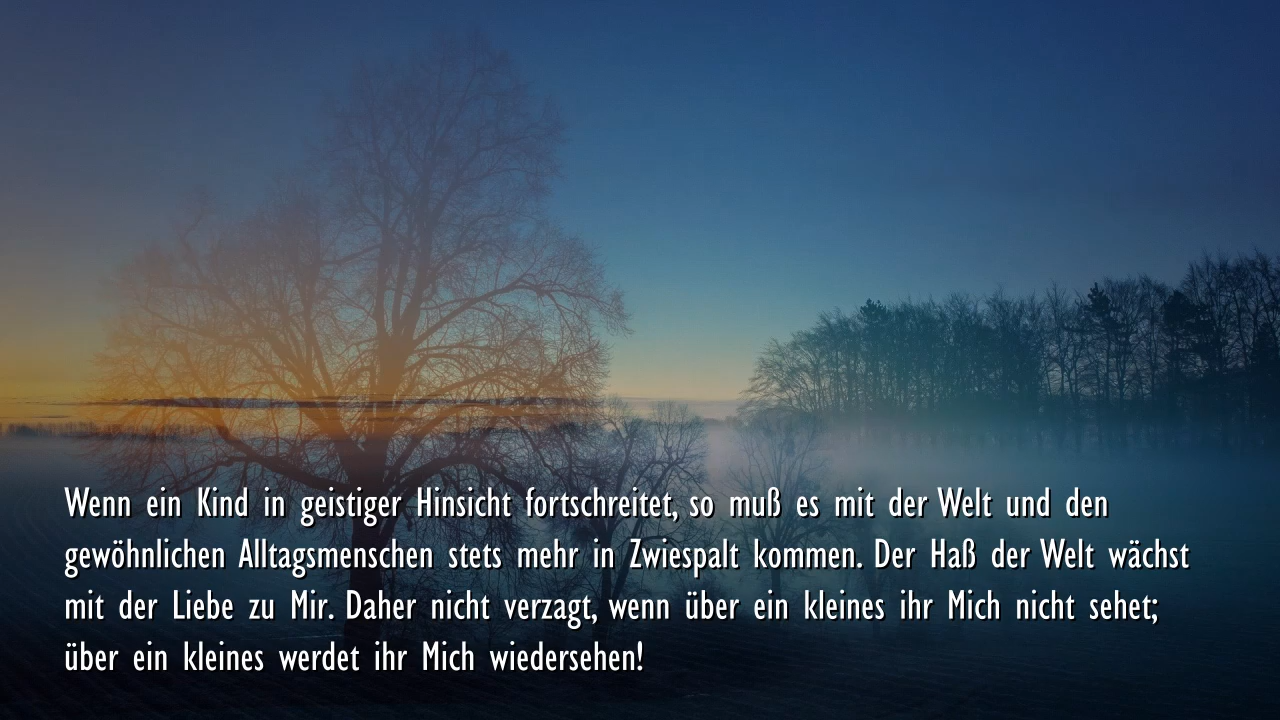 Wenn ein Kind in geistiger Hinsicht fortschreitet, so muß es mit der Welt und den
gewöhnlichen Alltagsmenschen stets mehr in Zwiespalt kommen. Der Haß der Welt wächst
mit der Liebe zu Mir. Daher nicht verzagt, wenn über ein kleines ihr Mich nicht sehet;
über ein kleines werdet ihr Mich wiedersehen!